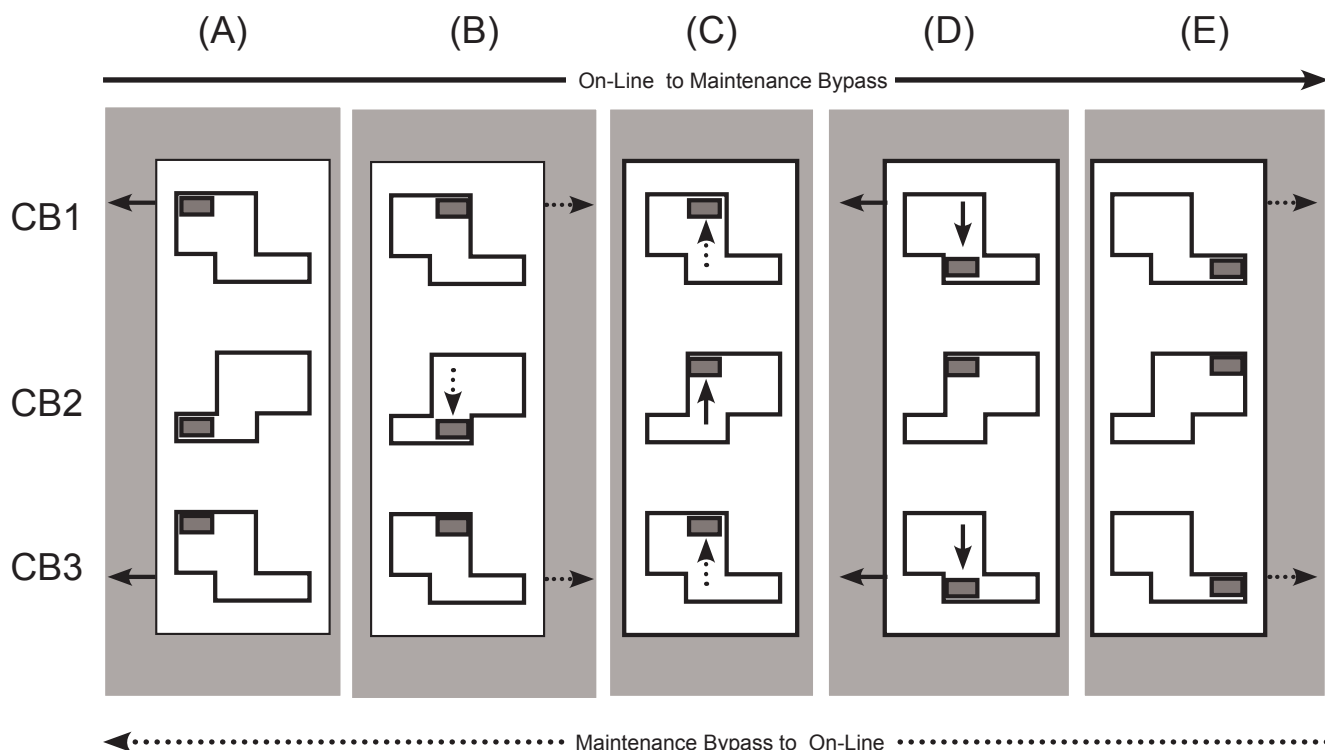 (A) (B) (C) (D) (E)
On-Line to Maintenance Bypass
CB1
CB2
CB3
Maintenance Bypass to On-Line